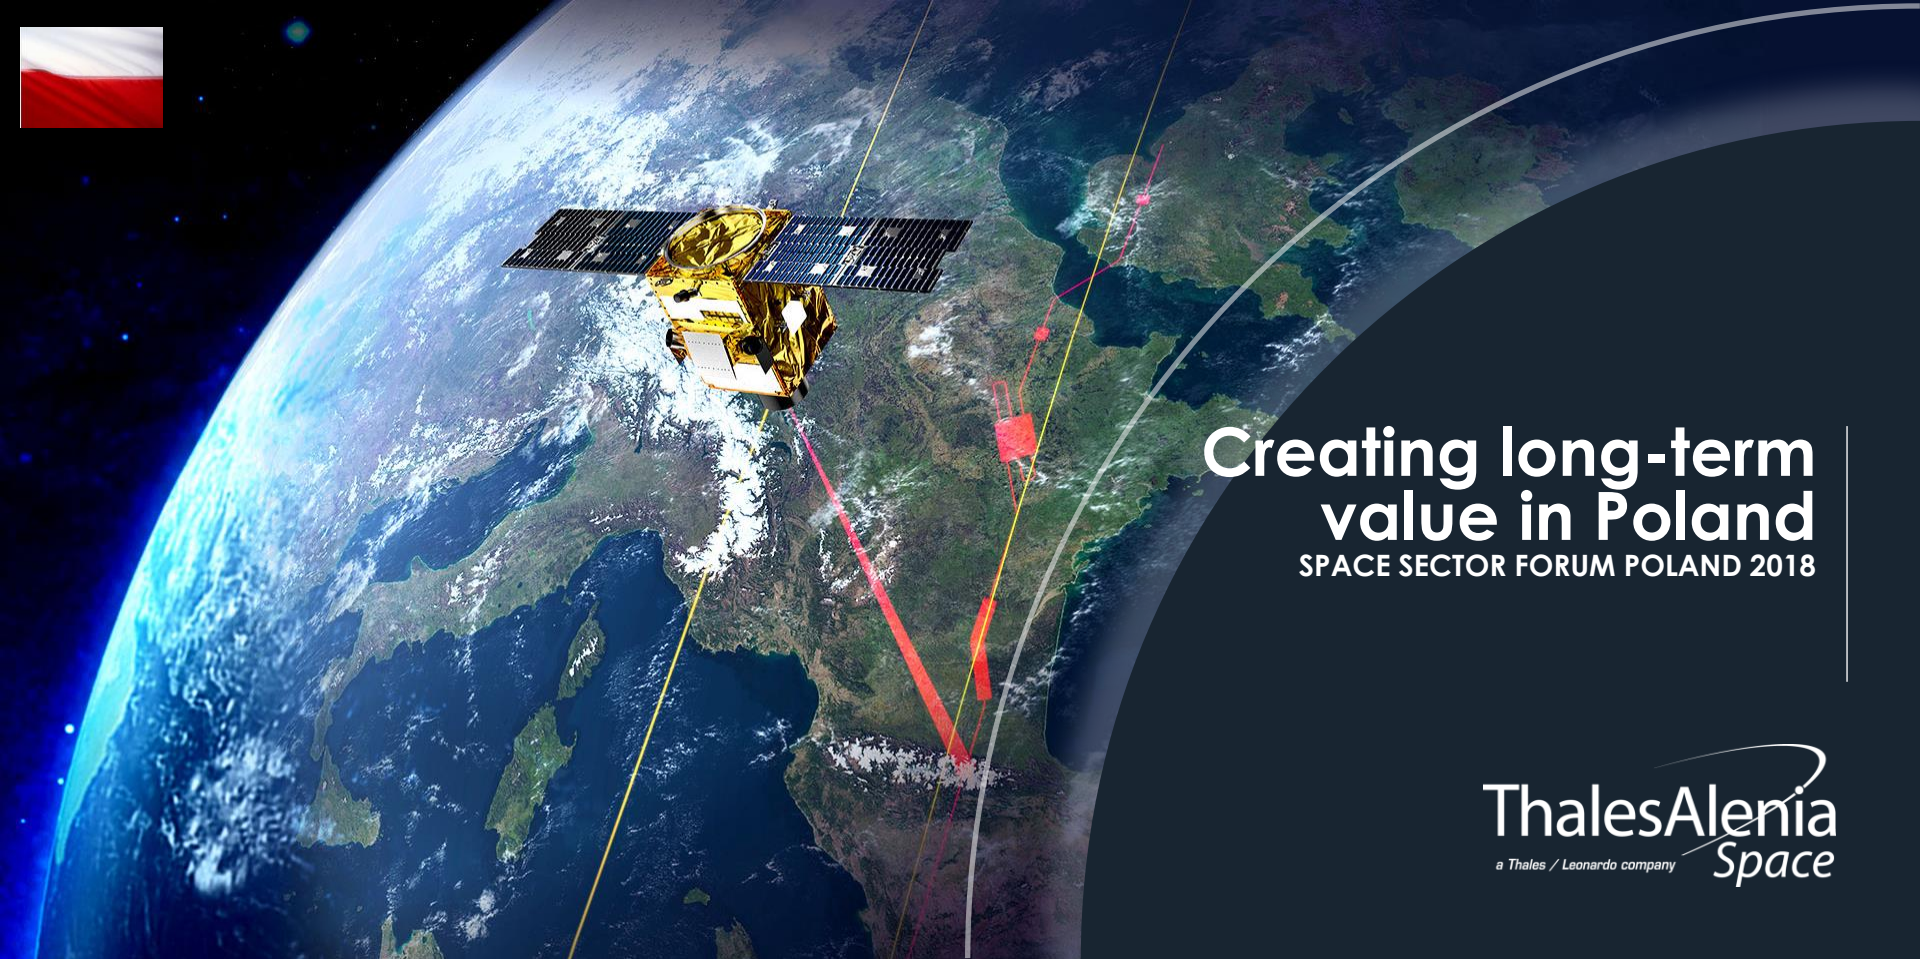 Creating long-term
value in Poland
SPACE SECTOR FORUM POLAND 2018
ThalesAlenia
a Thales / Leonardo company
Space